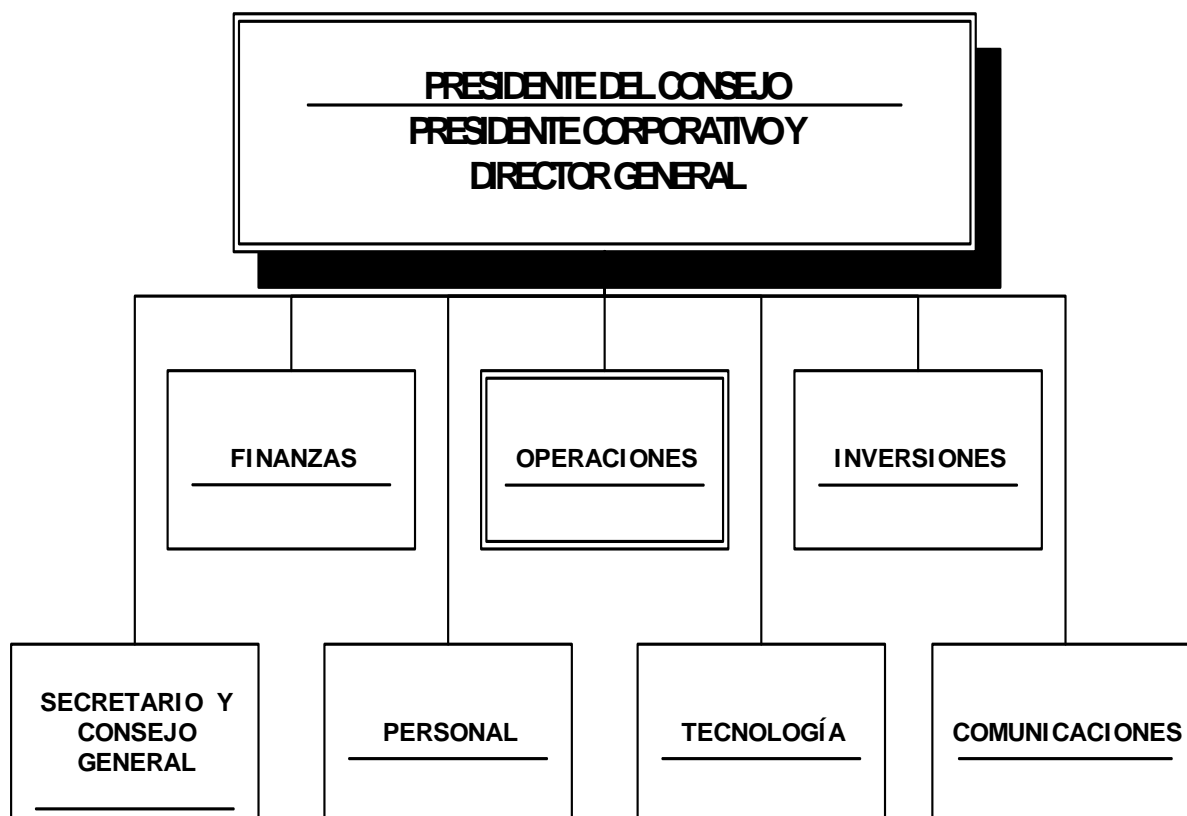 PRESIDENTE DEL CONSEJO
PRESIDENTE CORPORATIVO Y
DIRECTOR GENERAL
FINANZAS
OPERACIONES
INVERSIONES
SECRETARIO Y
CONSEJO
GENERAL
PERSONAL
TECNOLOGÍA
COMUNICACIONES